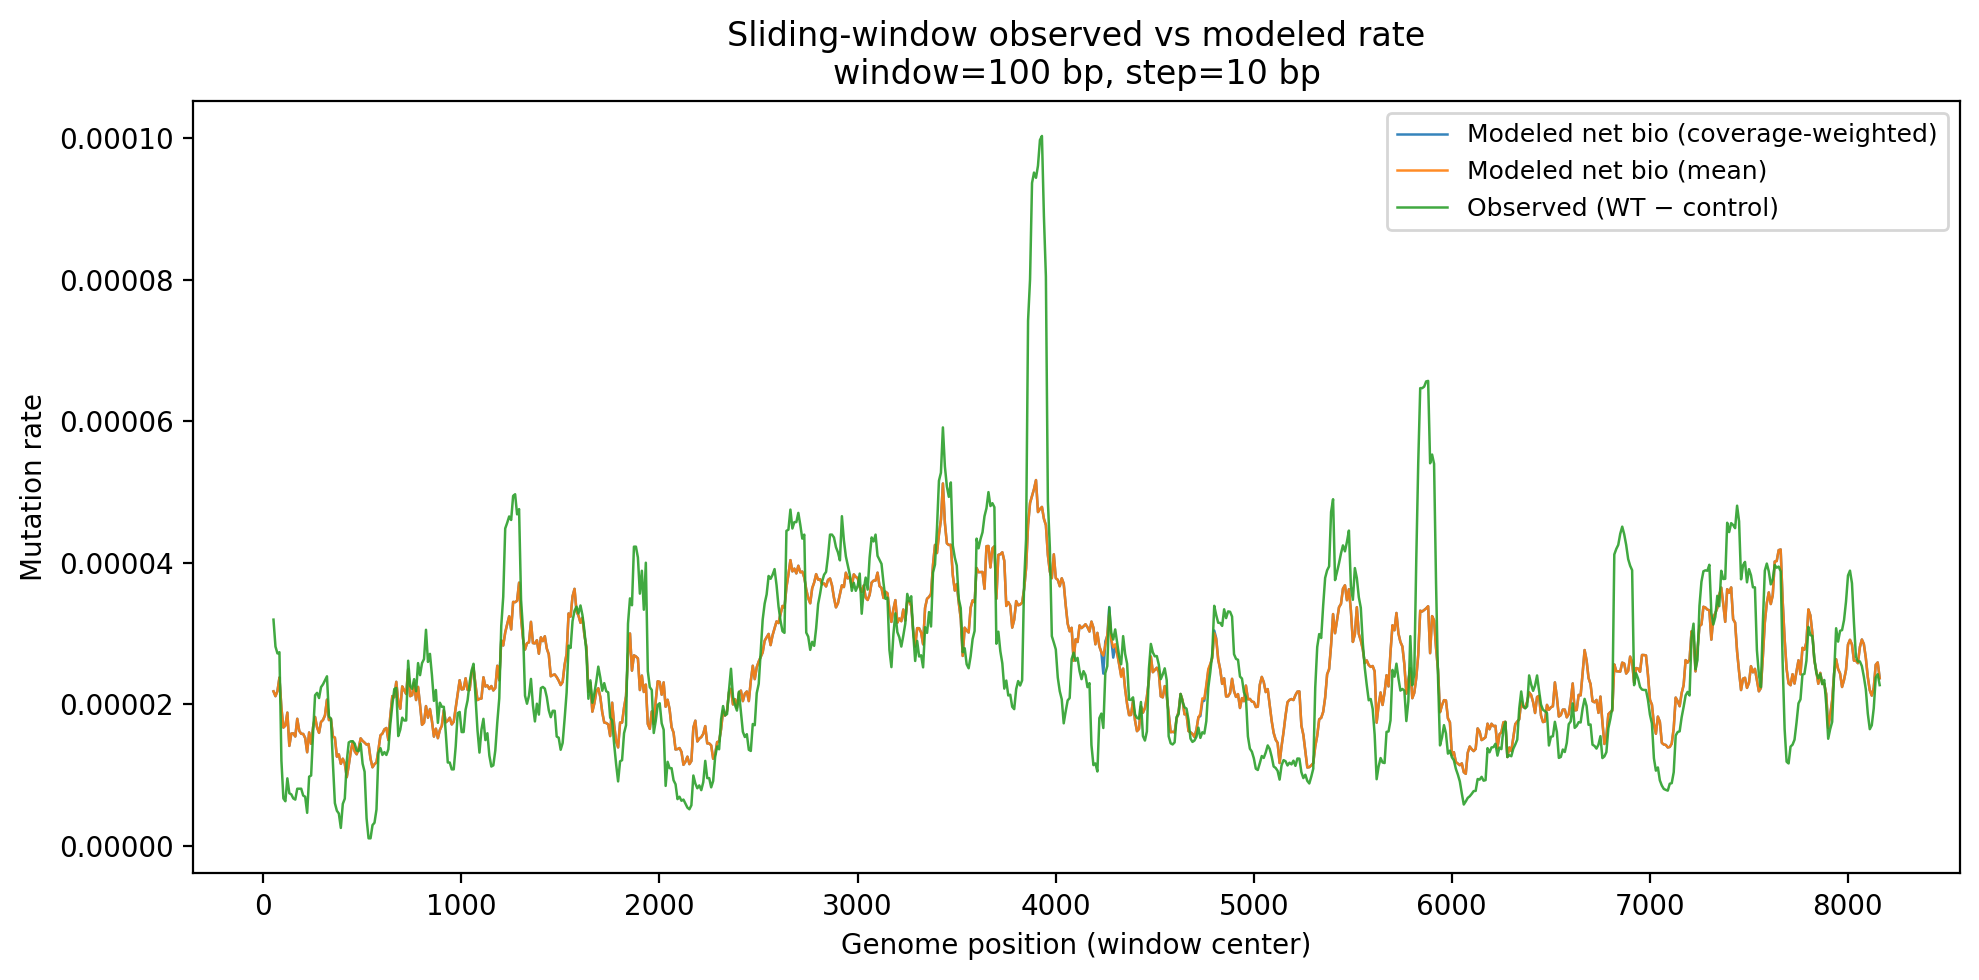 Sliding-window observed vs modeled rate
window=100 bp, step=10 bp
Modeled net bio (coverage-weighted)
Modeled net bio (mean)
Observed (WT − control)
Mutation rate
0.00010
0.00008
0.00006
0.00004
0.00002
0.00000
0 1000 2000 3000 4000 5000 6000 7000 8000
Genome position (window center)